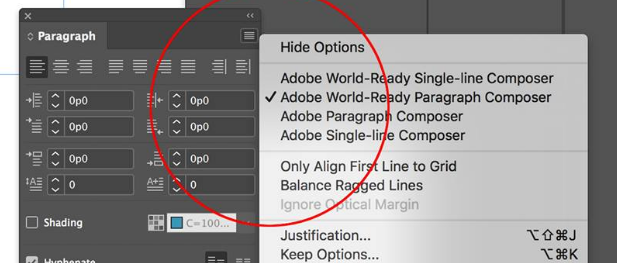 Paragraph
Hide Options
Adobe World-Ready Single-line Composer
Adobe World-Ready Paragraph Composer
Adobe Paragraph Composer
Adobe Single-line Composer
0p0 0p0
0p0 0p0
0p0 0p0
0 0
Only Align First Line to Grid
Balance Ragged Lines
Ignore Optical Margin
Shading C=100...
Justification... ⌥⇧⌘J
Keep Options... ⌥⌘K
Hyphenate